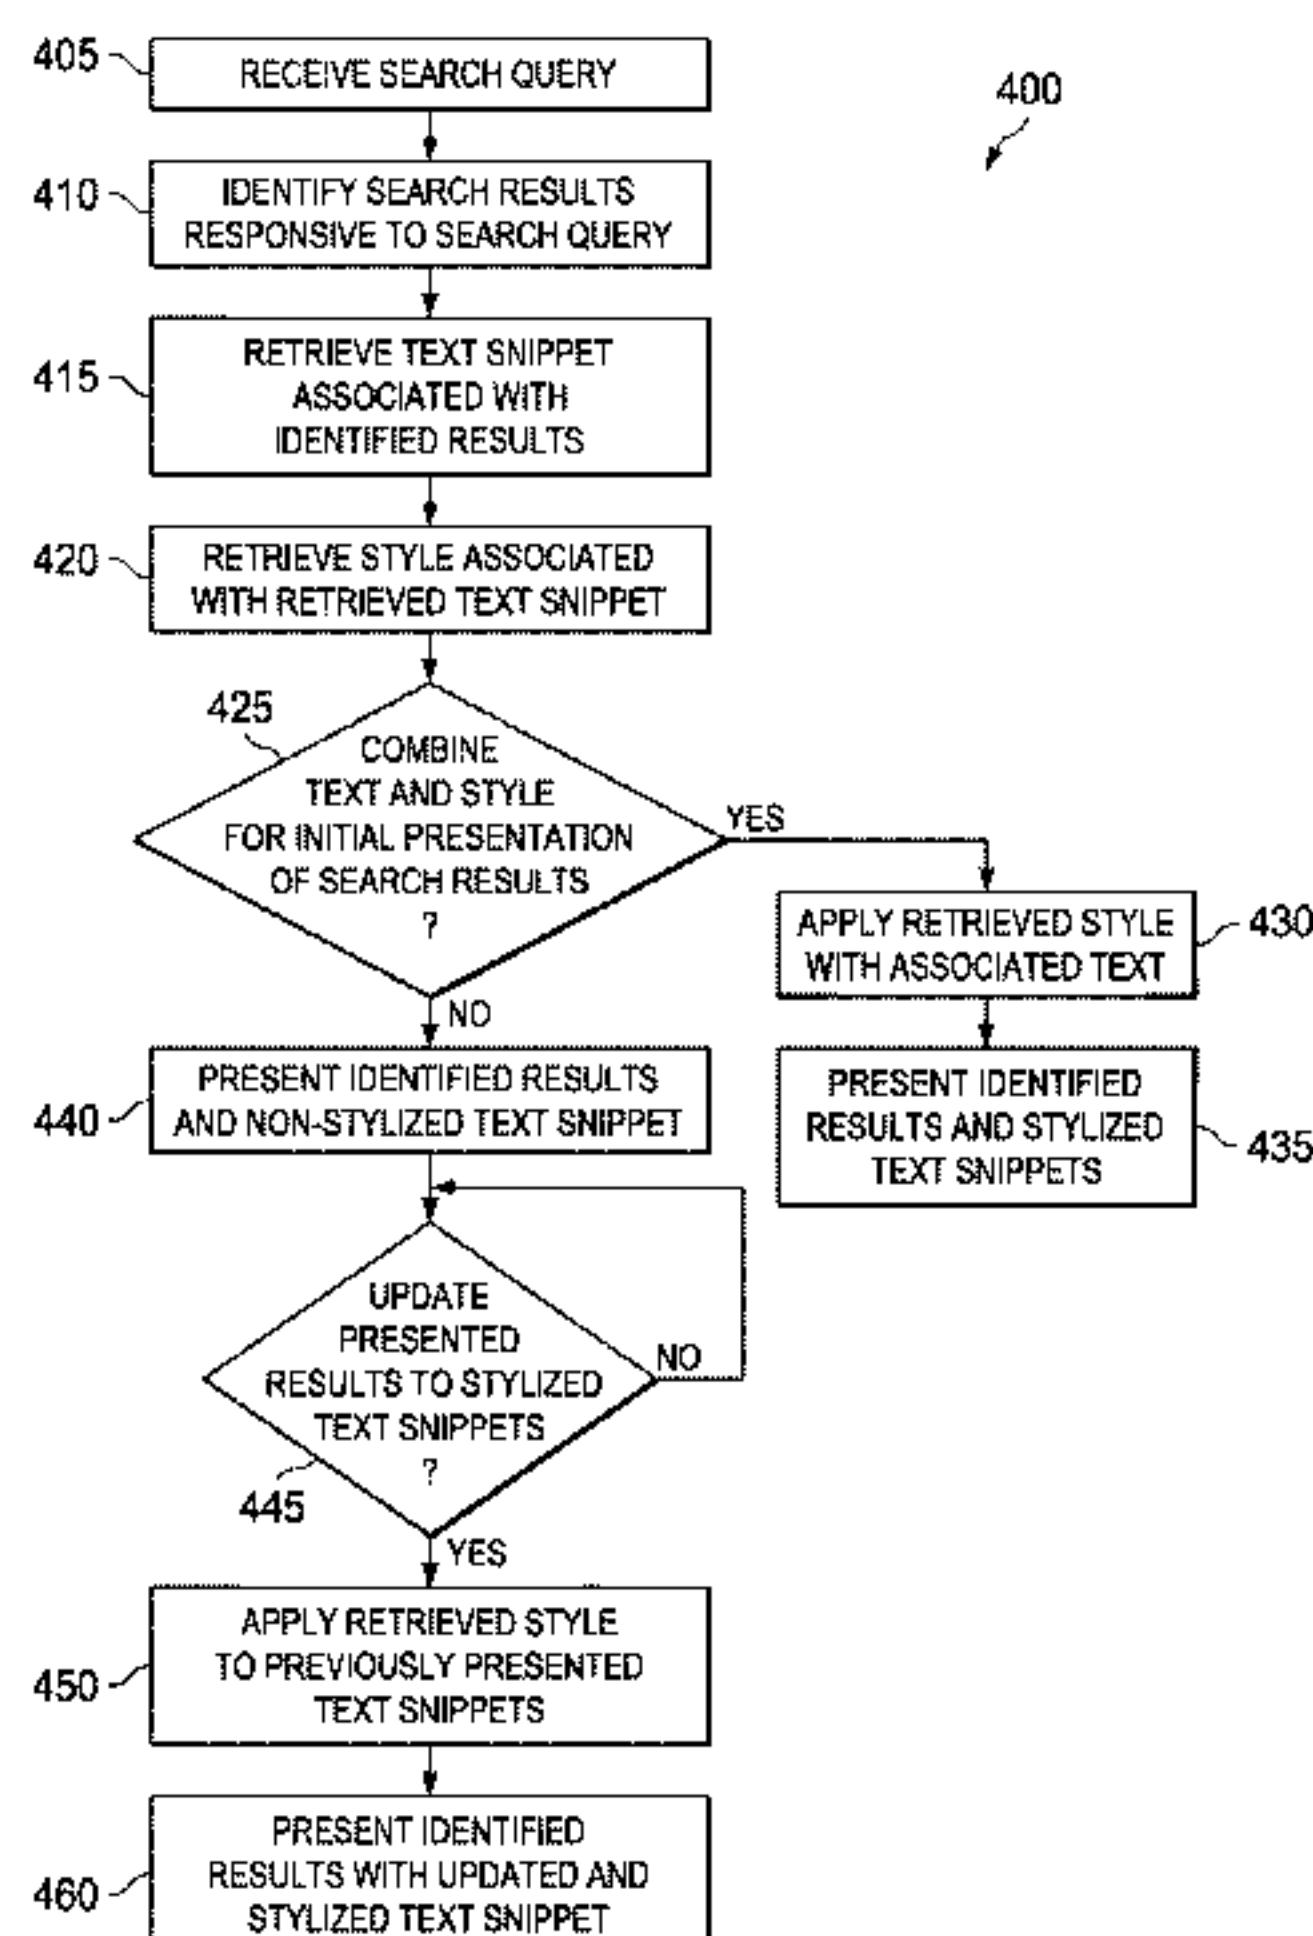 405
RECEIVE SEARCH QUERY
400
410
IDENTIFY SEARCH RESULTS
RESPONSIVE TO SEARCH QUERY
415
RETRIEVE TEXT SNIPPET
ASSOCIATED WITH
IDENTIFIED RESULTS
420
RETRIEVE STYLE ASSOCIATED
WITH RETRIEVED TEXT SNIPPET
425
COMBINE
TEXT AND STYLE
FOR INITIAL PRESENTATION
OF SEARCH RESULTS
?
YES
APPLY RETRIEVED STYLE
WITH ASSOCIATED TEXT
430
PRESENT IDENTIFIED
RESULTS AND STYLIZED
TEXT SNIPPETS
435
NO
440
PRESENT IDENTIFIED RESULTS
AND NON-STYLIZED TEXT SNIPPET
UPDATE
PRESENTED
RESULTS TO STYLIZED
TEXT SNIPPETS
?
NO
445
YES
450
APPLY RETRIEVED STYLE
TO PREVIOUSLY PRESENTED
TEXT SNIPPETS
460
PRESENT IDENTIFIED
RESULTS WITH UPDATED AND
STYLIZED TEXT SNIPPET